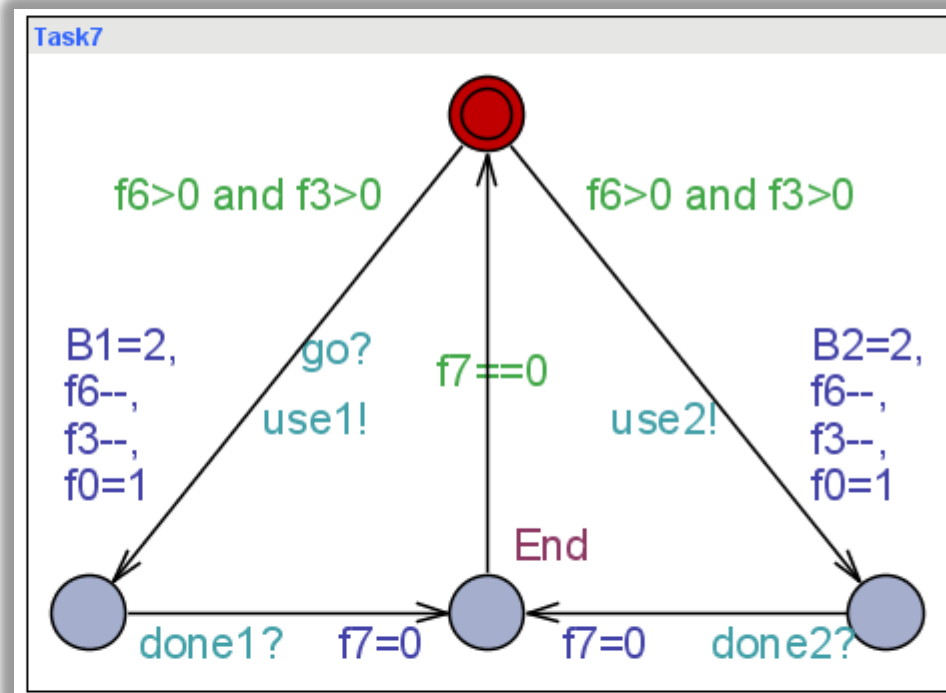 Task7
f6>0 and f3>0
f6>0 and f3>0
B1=2,
f6--,
f3--,
f0=1
go?
use1!
f7==0
use2!
B2=2,
f6--,
f3--,
f0=1
End
done1?
f7=0
f7=0
done2?